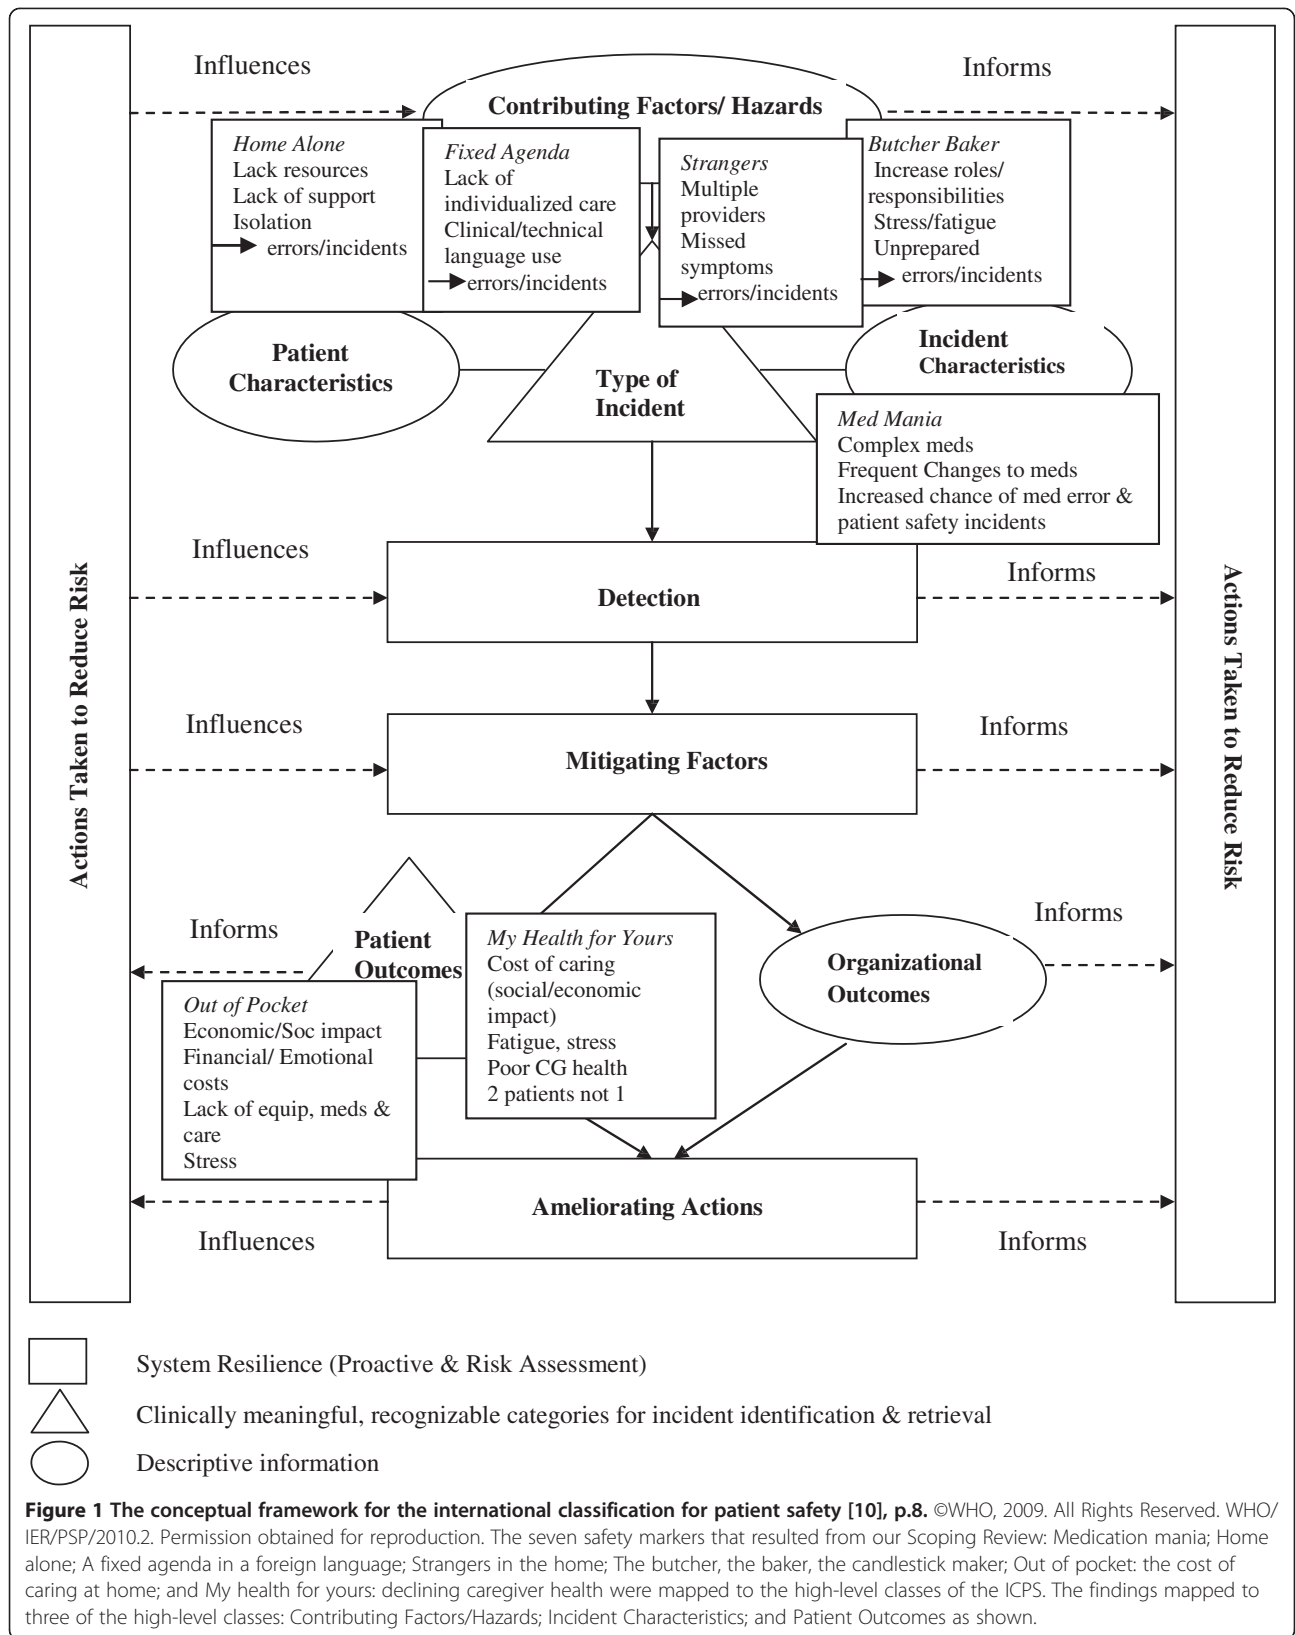 Influences
Informs
Contributing Factors/ Hazards
Home Alone
Lack resources
Lack of support
Isolation
errors/incidents
Fixed Agenda
Lack of
individualized care
Clinical/technical
language use
errors/incidents
Strangers
Multiple
providers
Missed
symptoms
errors/incidents
Butcher Baker
Increase roles/
responsibilities
Stress/fatigue
Unprepared
errors/incidents
Patient
Characteristics
Type of
Incident
Incident
Characteristics
Med Mania
Complex meds
Frequent Changes to meds
Increased chance of med error &
patient safety incidents
Actions Taken to Reduce Risk
Actions Taken to Reduce Risk
Influences
Detection
Informs
Influences
Mitigating Factors
Informs
Informs
Patient
Outcomes
My Health for Yours
Cost of caring
(social/economic
impact)
Fatigue, stress
Poor CG health
2 patients not 1
Organizational
Outcomes
Informs
Out of Pocket
Economic/Soc impact
Financial/ Emotional
costs
Lack of equip, meds &
care
Stress
Ameliorating Actions
Influences
Informs
System Resilience (Proactive & Risk Assessment)
Clinically meaningful, recognizable categories for incident identification & retrieval
Descriptive information
Figure 1 The conceptual framework for the international classification for patient safety [10], p.8. ©WHO, 2009. All Rights Reserved. WHO/
IER/PSP/2010.2. Permission obtained for reproduction. The seven safety markers that resulted from our Scoping Review: Medication mania; Home
alone; A fixed agenda in a foreign language; Strangers in the home; The butcher, the baker, the candlestick maker; Out of pocket: the cost of
caring at home; and My health for yours: declining caregiver health were mapped to the high-level classes of the ICPS. The findings mapped to
three of the high-level classes: Contributing Factors/Hazards; Incident Characteristics; and Patient Outcomes as shown.